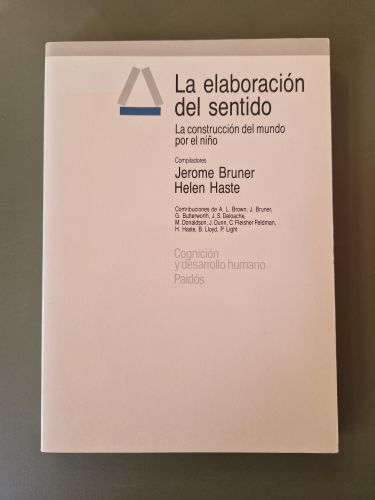 La elaboración
del sentido
La construcción del mundo
por el niño
Compiladores
Jerome Bruner
Helen Haste
Contribuciones de A. L. Brown, J. Bruner,
G. Butterworth, J. S. Deloache,
M. Donaldson, J. Dunn, C. Fleisher Feldman,
H. Haste, B. Lloyd, P. Light
Cognición
y desarrollo humano
Paidós